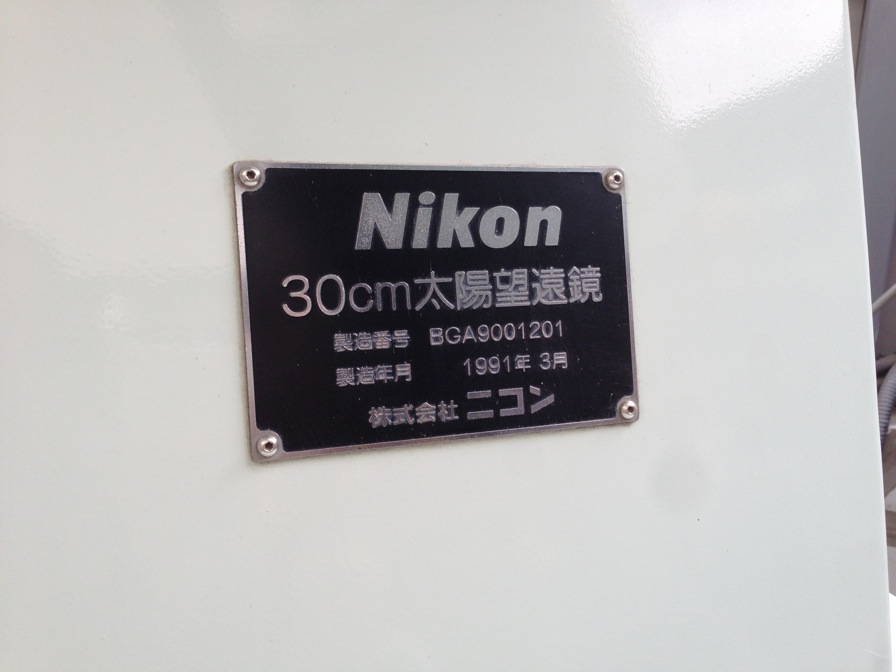 Nikon
30cm太陽望遠鏡
製造番号 BGA9001201
製造年月 1991年 3月
株式会社 ニコン